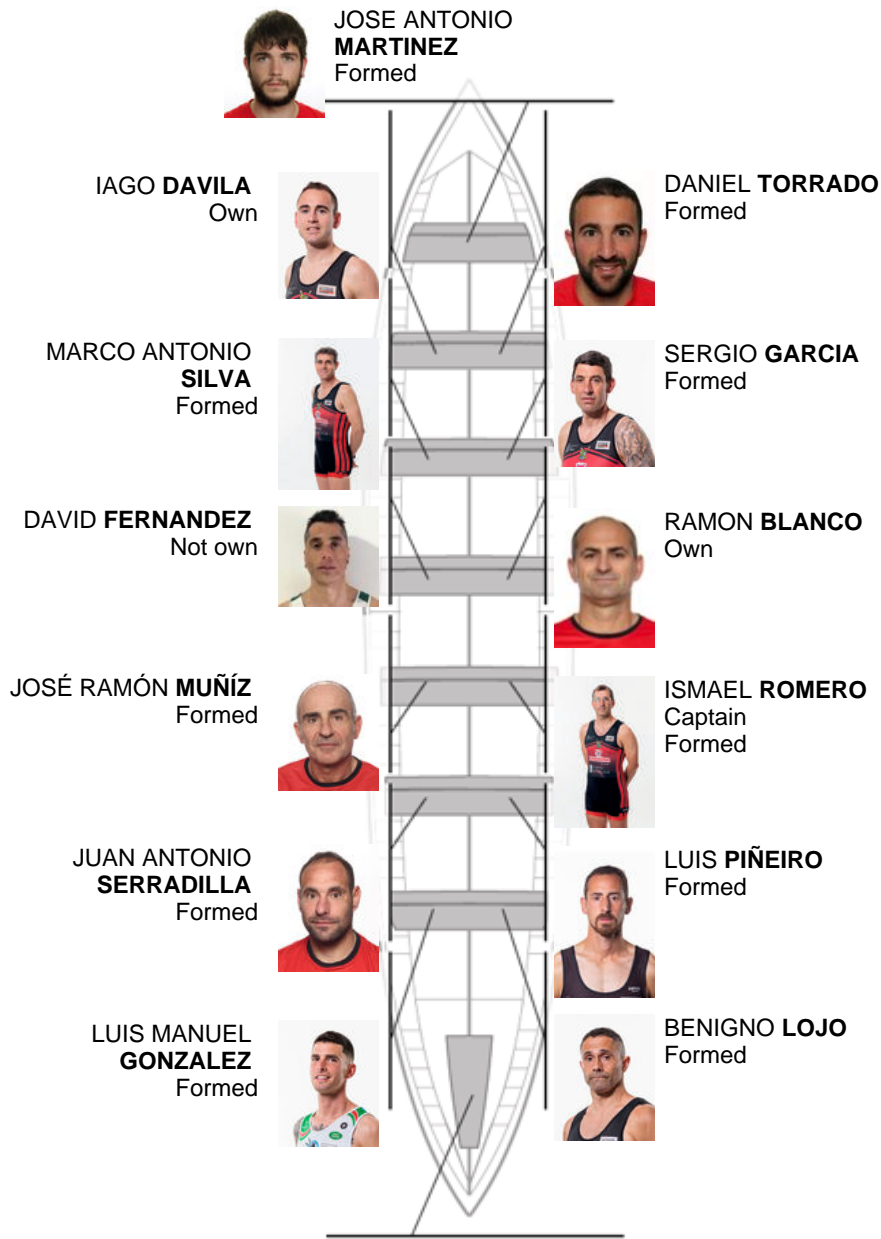 JOSE ANTONIO
MARTINEZ
Formed
IAGO DAVILA
Own
DANIEL TORRADO
Formed
MARCO ANTONIO
SILVA
Formed
SERGIO GARCIA
Formed
DAVID FERNANDEZ
Not own
RAMON BLANCO
Own
JOSÉ RAMÓN MUÑÍZ
Formed
ISMAEL ROMERO
Captain
Formed
JUAN ANTONIO
SERRADILLA
Formed
LUIS PIÑEIRO
Formed
LUIS MANUEL
GONZALEZ
Formed
BENIGNO LOJO
Formed